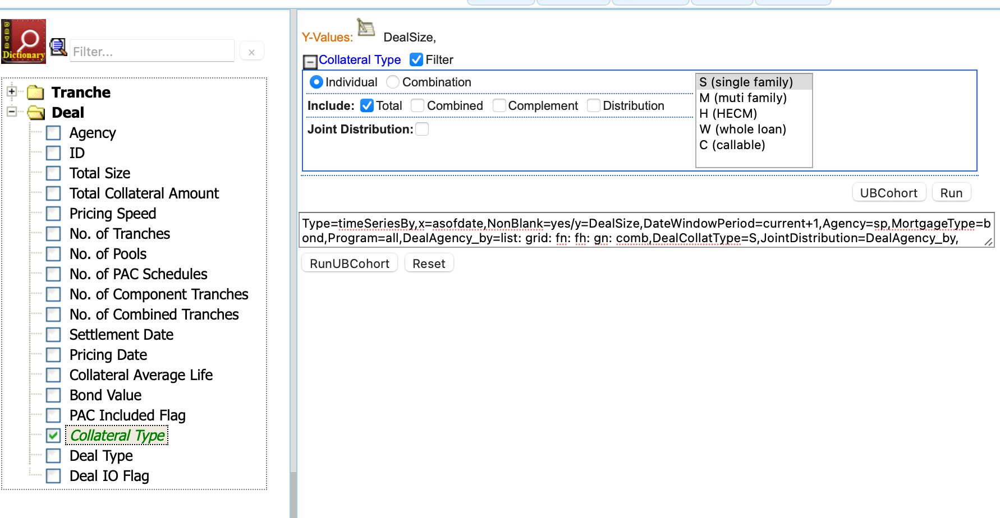 DATA
Dictionary
Filter...
×
Tranche
Deal
Agency
ID
Total Size
Total Collateral Amount
Pricing Speed
No. of Tranches
No. of Pools
No. of PAC Schedules
No. of Component Tranches
No. of Combined Tranches
Settlement Date
Pricing Date
Collateral Average Life
Bond Value
PAC Included Flag
Collateral Type
Deal Type
Deal IO Flag
Y-Values: DealSize,
Collateral Type Filter
Individual Combination
Include: Total Combined Complement Distribution
Joint Distribution:
S (single family)
M (muti family)
H (HECM)
W (whole loan)
C (callable)
UBCohort Run
Type=timeSeriesBy,x=asofdate,NonBlank=yes/y=DealSize,DateWindowPeriod=current+1,Agency=sp,MortgageType=b
ond,Program=all,DealAgency_by=list: grid: fn: fh: gn: comb,DealCollatType=S,JointDistribution=DealAgency_by,
RunUBCohort Reset